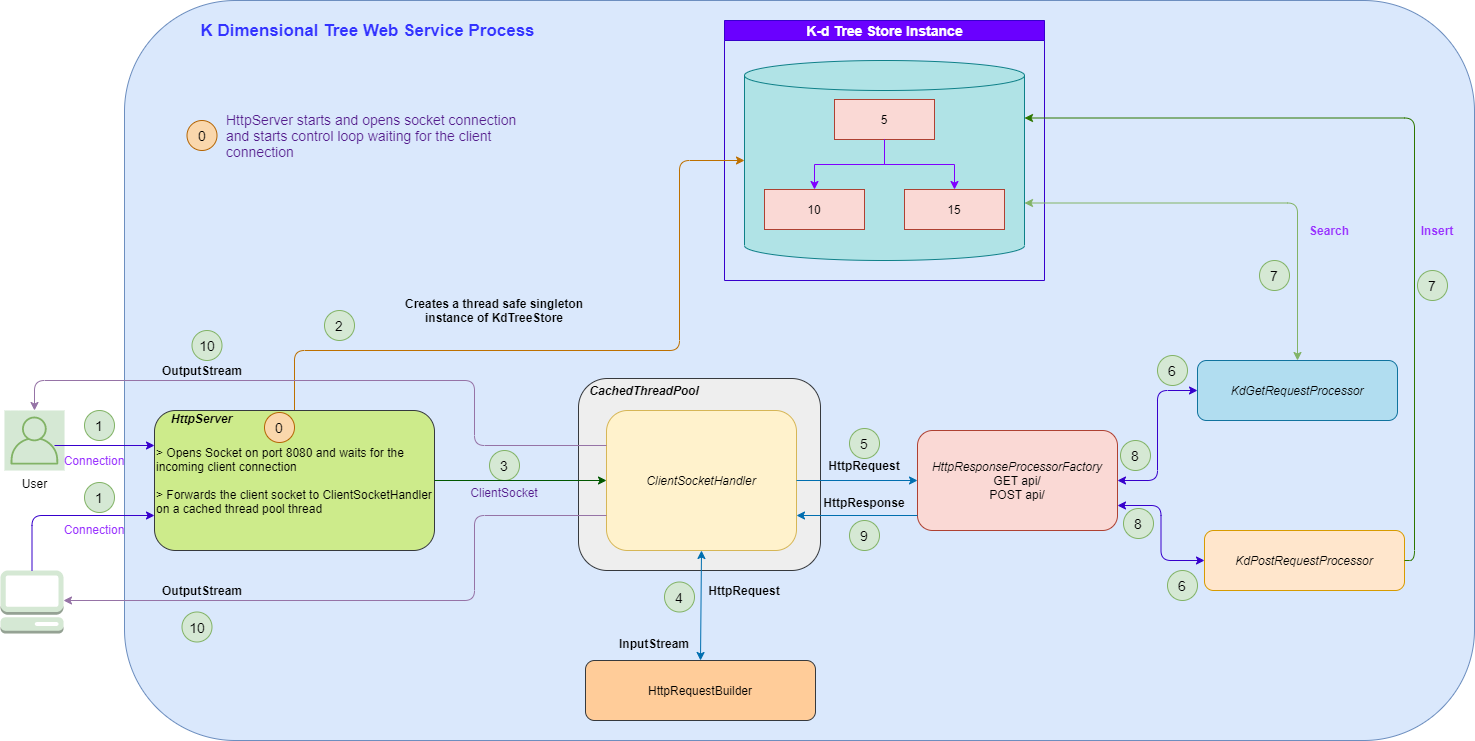 K Dimensional Tree Web Service Process
K-d Tree Store Instance
5
10
15
0
HttpServer starts and opens socket connection
and starts control loop waiting for the client
connection
Search
Insert
7
7
Creates a thread safe singleton
instance of KdTreeStore
2
10
OutputStream
User
1
Connection
1
Connection
HttpServer
0
> Opens Socket on port 8080 and waits for the
incoming client connection
> Forwards the client socket to ClientSocketHandler
on a cached thread pool thread
3
ClientSocket
OutputStream
10
CachedThreadPool
ClientSocketHandler
5
HttpRequest
HttpResponse
9
4
HttpRequest
InputStream
HttpRequestBuilder
HttpResponseProcessorFactory
GET api/
POST api/
6
8
8
6
KdGetRequestProcessor
KdPostRequestProcessor